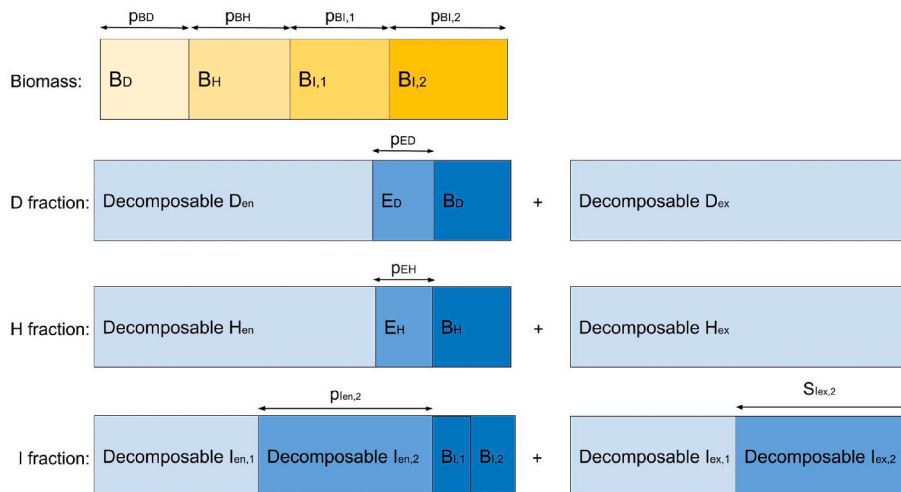 pBD pBH pBI,1 pBI,2
Biomass: BD BH BI,1 BI,2
pED
D fraction: Decomposable Den ED BD + Decomposable Dex
pEH
H fraction: Decomposable Hen EH BH + Decomposable Hex
pIen,2 SIex,2
I fraction: Decomposable Ien,1 Decomposable Ien,2 BI,1 BI,2 + Decomposable Iex,1 Decomposable Iex,2